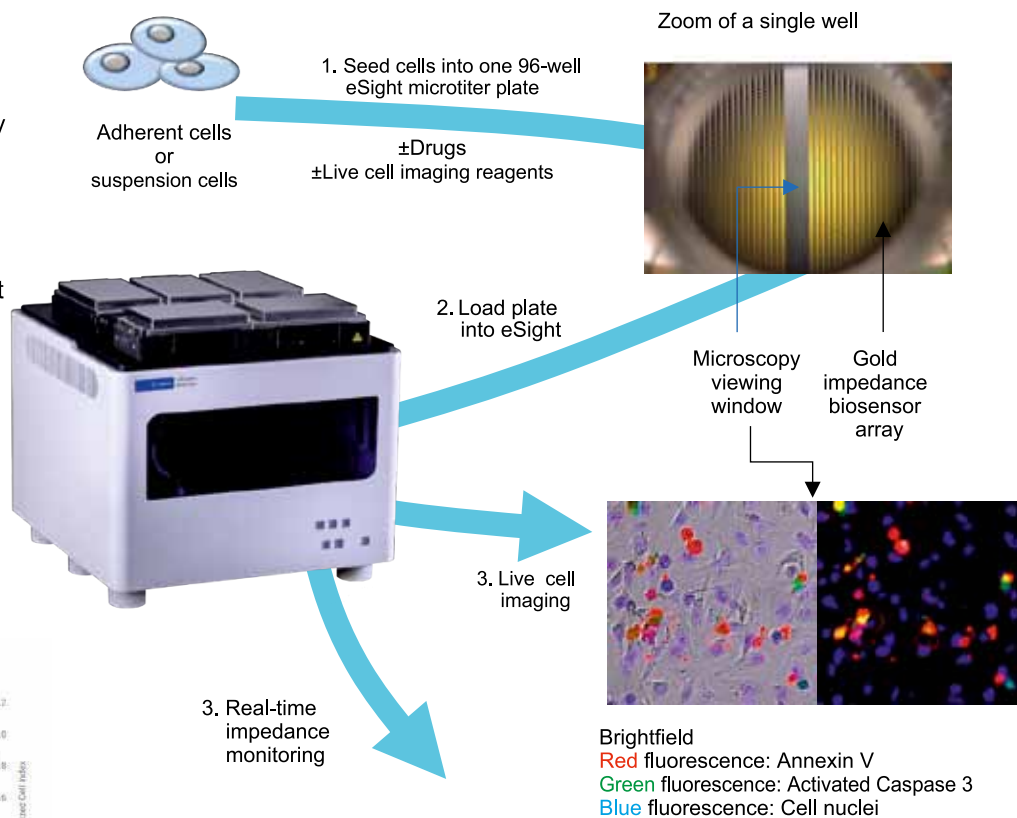 Zoom of a single well
1. Seed cells into one 96-well
eSight microtiter plate
Adherent cells
or
suspension cells
±Drugs
±Live cell imaging reagents
2. Load plate
into eSight
Microscopy
viewing
window
Gold
impedance
biosensor
array
3. Live cell
imaging
3. Real-time
impedance
monitoring
Brightfield
Red fluorescence: Annexin V
Green fluorescence: Activated Caspase 3
Blue fluorescence: Cell nuclei